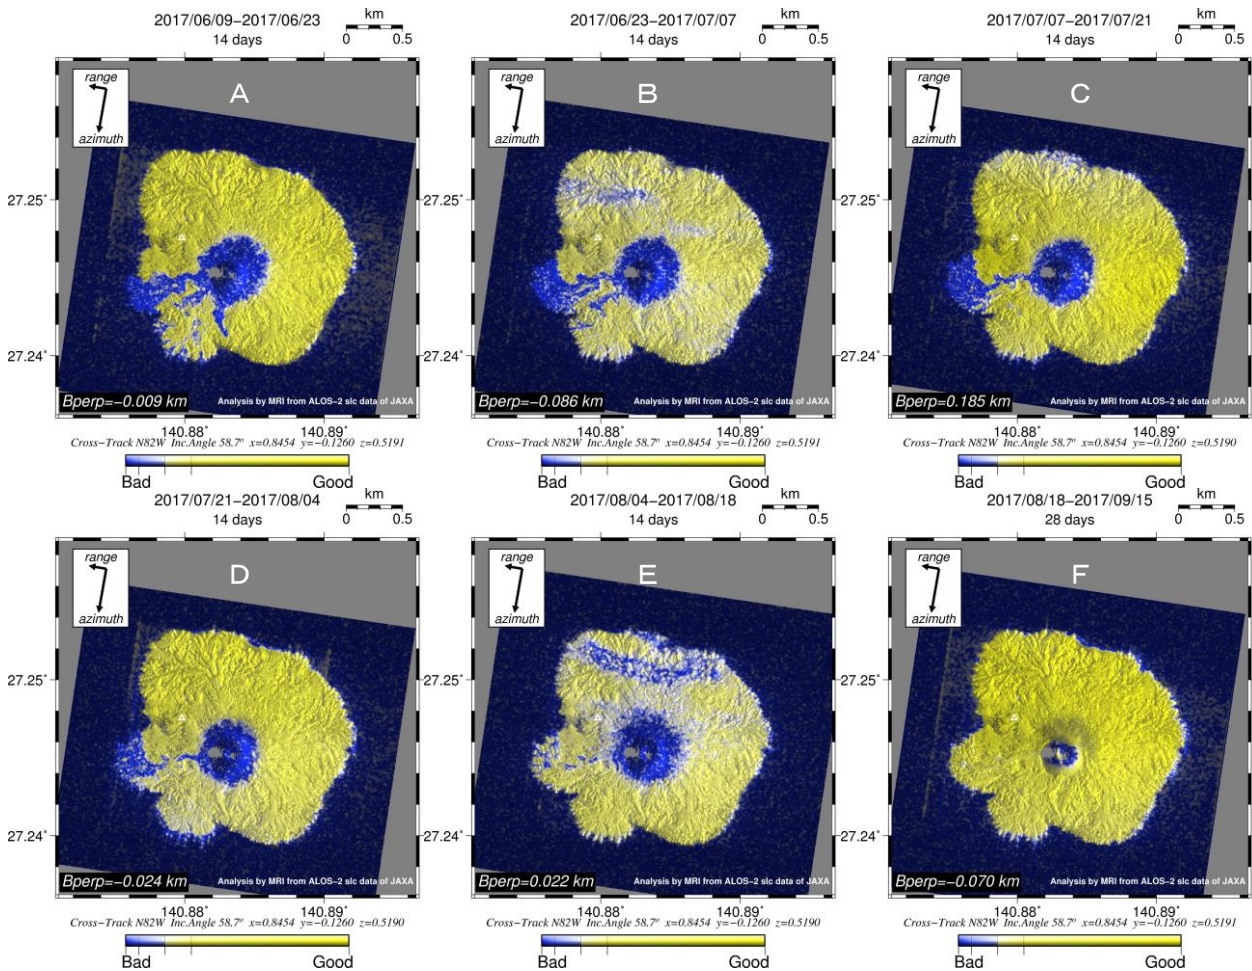 2017/06/09−2017/06/23
14 days
km
0 0.5
A
range
azimuth
27.25°
27.24°
Bperp=−0.009 km
Analysis by MRI from ALOS−2 slc data of JAXA
140.88° 140.89°
Cross−Track N82W Inc.Angle 58.7° x=0.8454 y=−0.1260 z=0.5191
Bad Good
2017/06/23−2017/07/07
14 days
km
0 0.5
B
range
azimuth
27.25°
27.24°
Bperp=−0.086 km
Analysis by MRI from ALOS−2 slc data of JAXA
140.88° 140.89°
Cross−Track N82W Inc.Angle 58.7° x=0.8454 y=−0.1260 z=0.5191
Bad Good
2017/07/07−2017/07/21
14 days
km
0 0.5
C
range
azimuth
27.25°
27.24°
Bperp=0.185 km
Analysis by MRI from ALOS−2 slc data of JAXA
140.88° 140.89°
Cross−Track N82W Inc.Angle 58.7° x=0.8454 y=−0.1260 z=0.5190
Bad Good
2017/07/21−2017/08/04
14 days
km
0 0.5
D
range
azimuth
27.25°
27.24°
Bperp=−0.024 km
Analysis by MRI from ALOS−2 slc data of JAXA
140.88° 140.89°
Cross−Track N82W Inc.Angle 58.7° x=0.8454 y=−0.1260 z=0.5190
Bad Good
2017/08/04−2017/08/18
14 days
km
0 0.5
E
range
azimuth
27.25°
27.24°
Bperp=0.022 km
Analysis by MRI from ALOS−2 slc data of JAXA
140.88° 140.89°
Cross−Track N82W Inc.Angle 58.7° x=0.8454 y=−0.1260 z=0.5190
Bad Good
2017/08/18−2017/09/15
28 days
km
0 0.5
F
range
azimuth
27.25°
27.24°
Bperp=−0.070 km
Analysis by MRI from ALOS−2 slc data of JAXA
140.88° 140.89°
Cross−Track N82W Inc.Angle 58.7° x=0.8454 y=−0.1260 z=0.5191
Bad Good